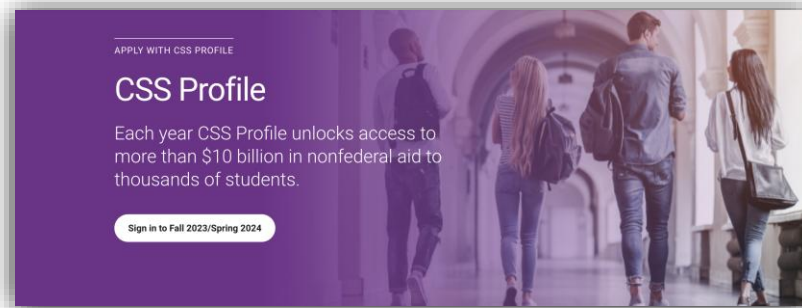 APPLY WITH CSS PROFILE
CSS Profile
Each year CSS Profile unlocks access to
more than $10 billion in nonfederal aid to
thousands of students.
Sign in to Fall 2023/Spring 2024